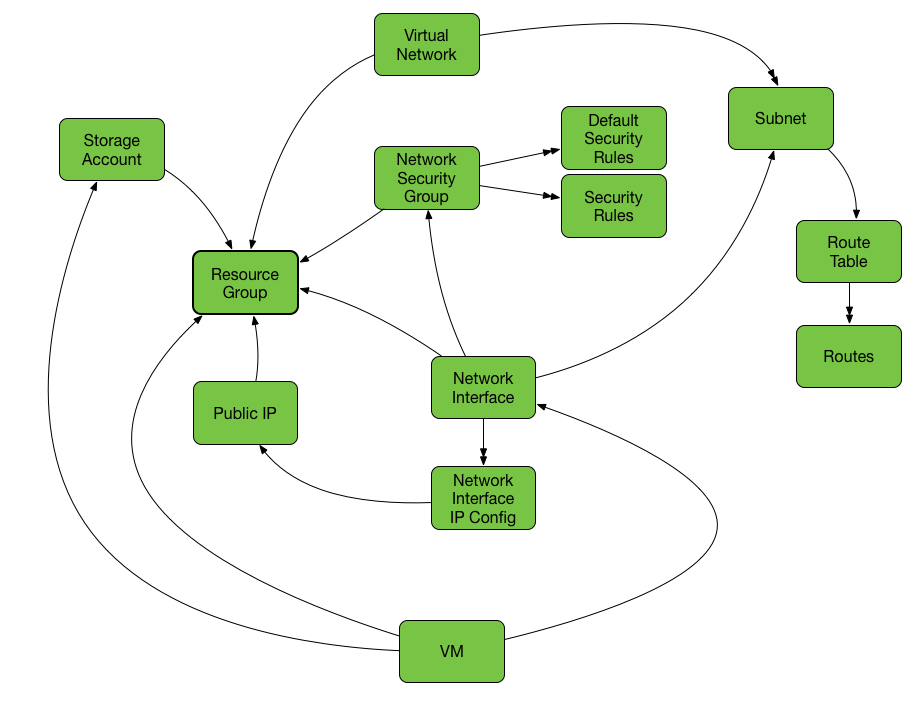 Virtual
Network
Subnet
Default
Security
Rules
Storage
Account
Network
Security
Group
Security
Rules
Route
Table
Resource
Group
Routes
Network
Interface
Public IP
Network
Interface
IP Config
VM